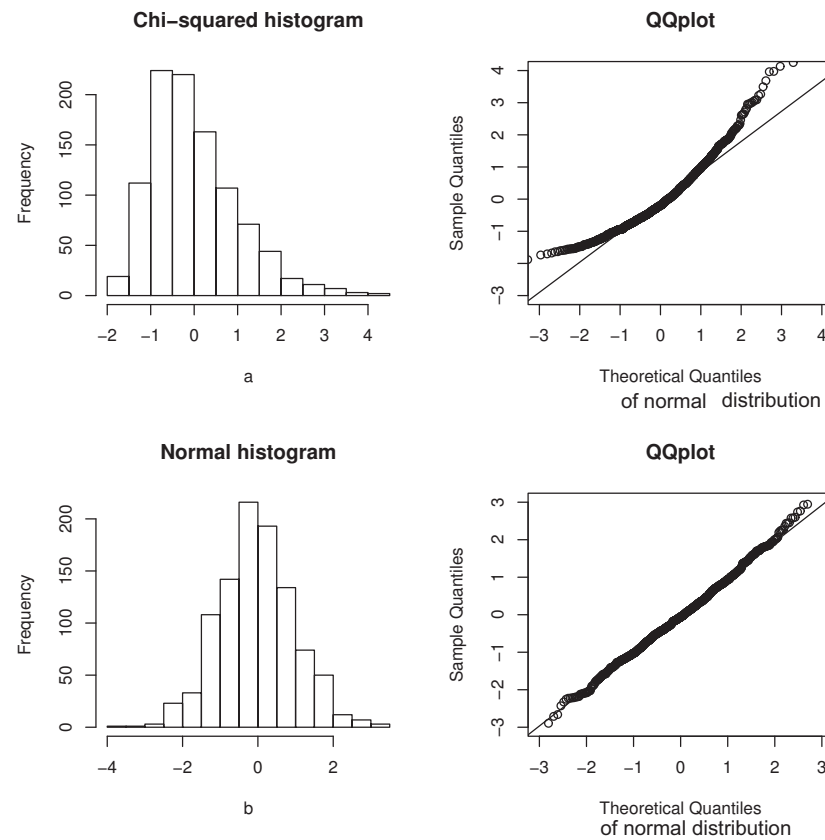 Chi−squared histogram
QQplot
Frequency
0 50 100 150 200
−2 −1 0 1 2 3 4
a
Sample Quantiles
−3 −1 0 1 2 3 4
−3 −2 −1 0 1 2 3 4
Theoretical Quantiles
of normal distribution
Normal histogram
QQplot
Frequency
0 50 100 150 200
−4 −2 0 2
b
Sample Quantiles
−3 −2 −1 0 1 2 3
−3 −2 −1 0 1 2 3
Theoretical Quantiles
of normal distribution